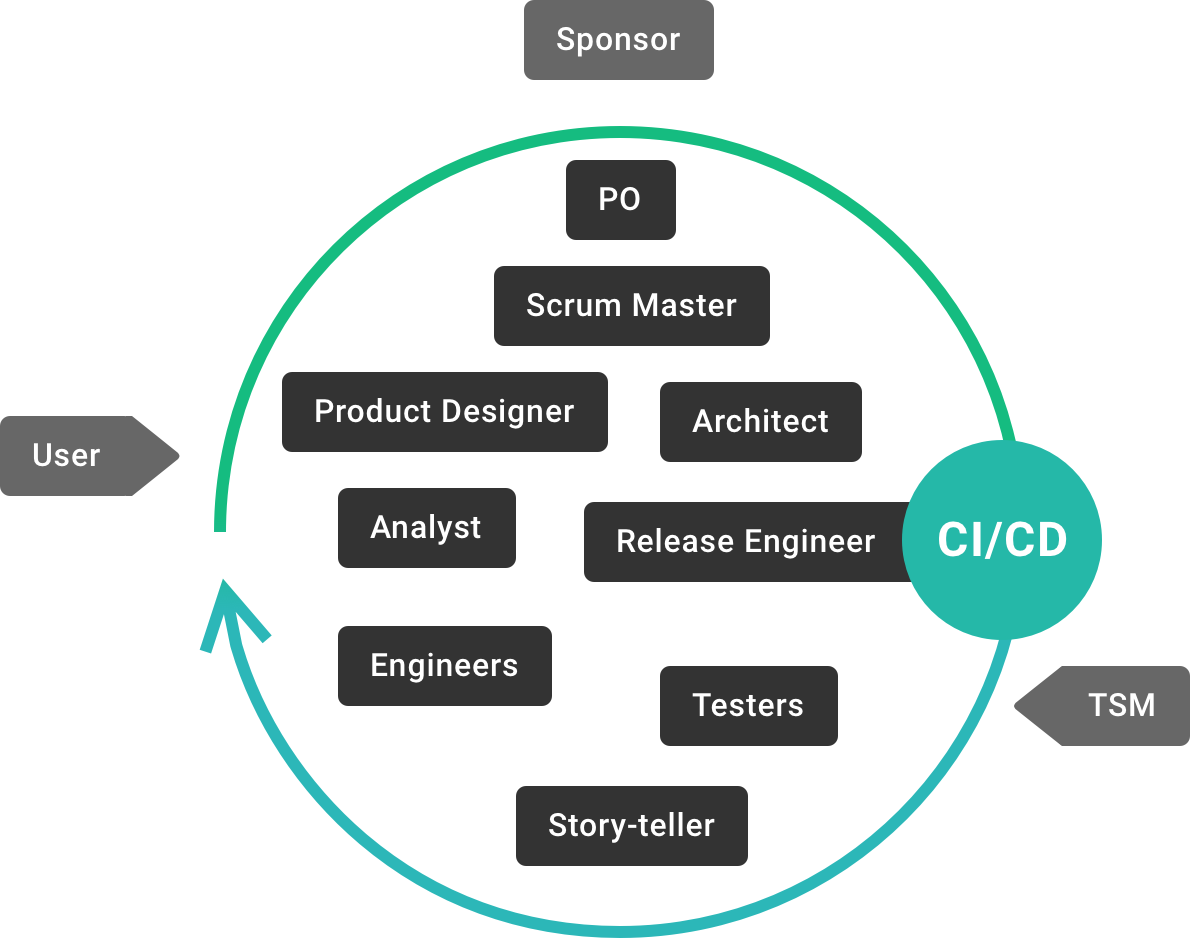 Sponsor
PO
Scrum Master
Product Designer
Architect
User
Analyst
Release Engineer
CI/CD
Engineers
Testers
TSM
Story-teller